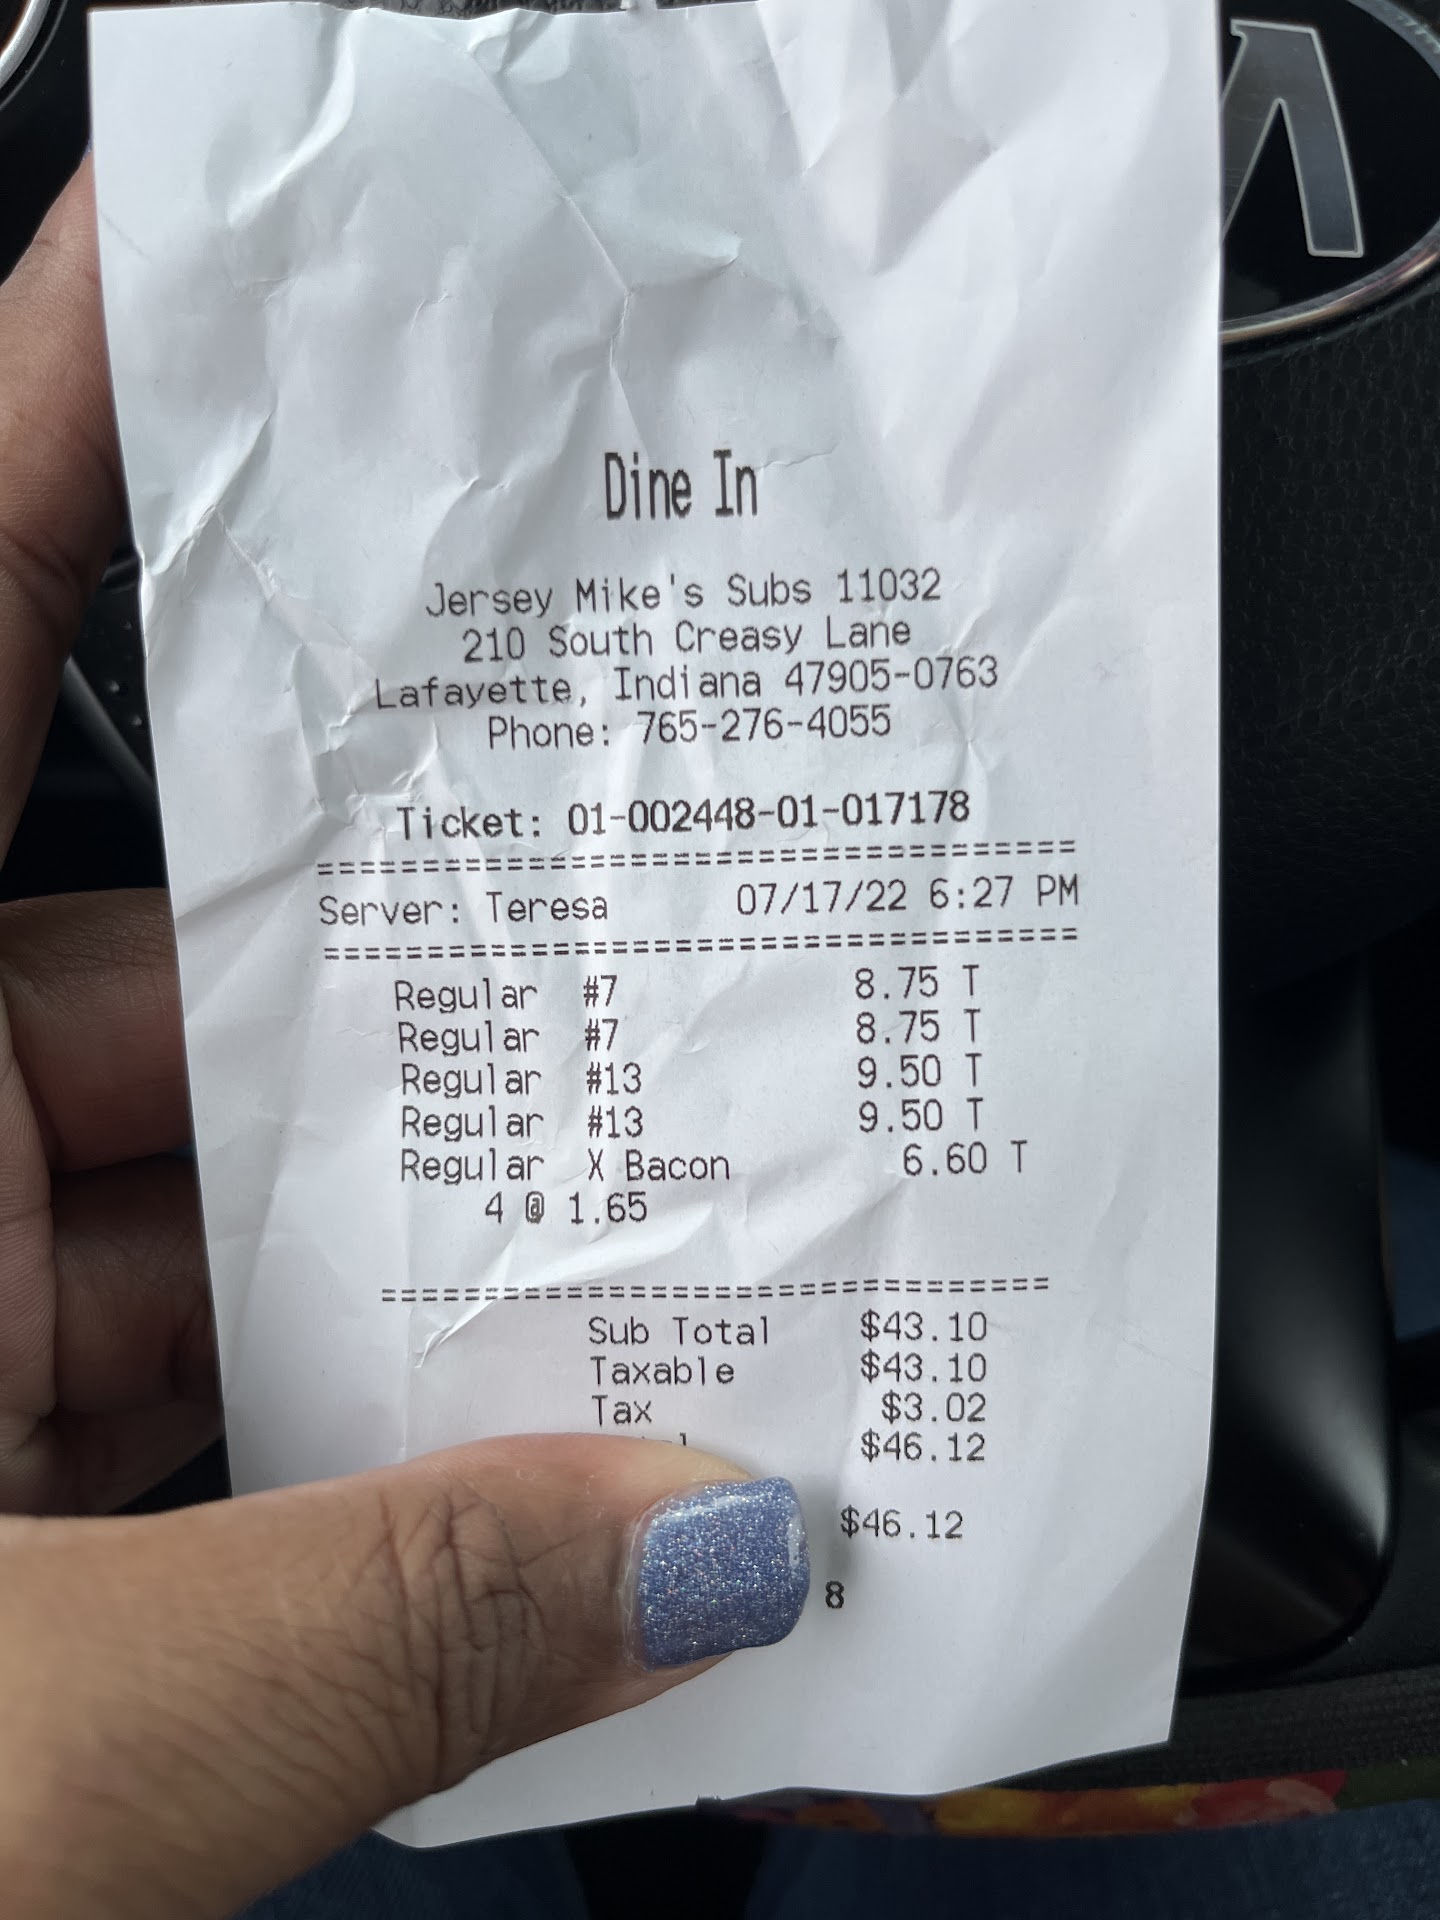 Dine In
Jersey Mike's Subs 11032
210 South Creasy Lane
Lafayette, Indiana 47905-0763
Phone: 765-276-4055
Ticket: 01-002448-01-017178
===================================
Server: Teresa 07/17/22 6:27 PM
===================================
Regular #7 8.75 T
Regular #7 8.75 T
Regular #13 9.50 T
Regular #13 9.50 T
Regular X Bacon 6.60 T
4 @ 1.65
===============================
Sub Total $43.10
Taxable $43.10
Tax $3.02
$46.12
$46.12
8